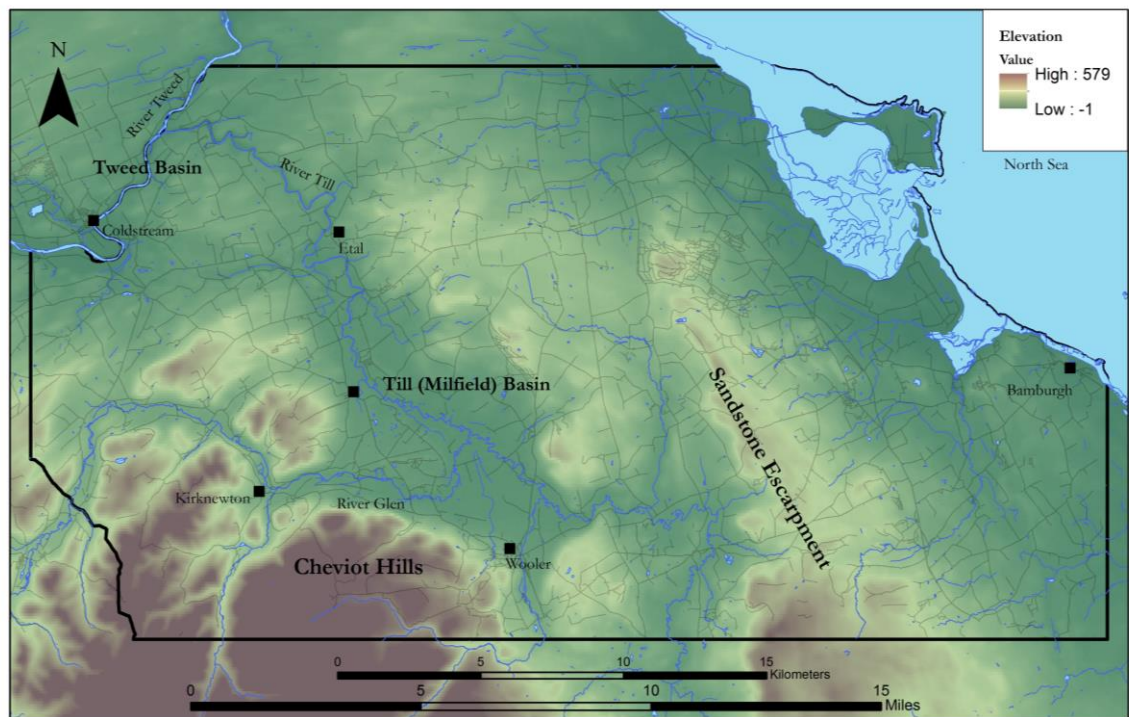 N
River Tweed
Tweed Basin
River Till
Coldstream
Etal
Elevation
Value
High : 579
Low : -1
North Sea
Till (Milfield) Basin
Sandstone Escarpment
Bamburgh
Kirknewton
River Glen
Wooler
Cheviot Hills
0 5 10 15
Kilometers
0 5 10 15
Miles